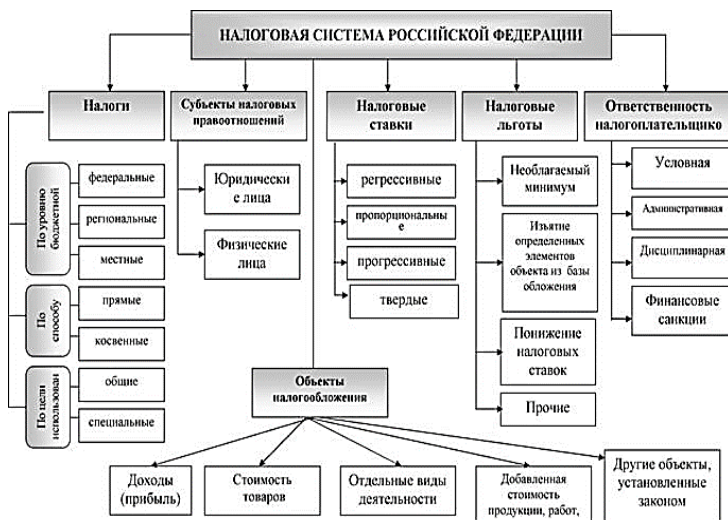 НАЛОГОВАЯ СИСТЕМА РОССИЙСКОЙ ФЕДЕРАЦИИ
Налоги
По уровню
бюджетной
федеральные
региональные
местные
По
способу
прямые
косвенные
По цели
использован
общие
специальные
Субъекты налоговых
правоотношений
Юридически
е лица
Физические
лица
Налоговые
ставки
регрессивные
пропорциональны
е
прогрессивные
твердые
Налоговые
льготы
Необлагаемый
минимум
Изъятие
определенных
элементов
объекта из базы
обложения
Понижение
налоговых
ставок
Прочие
Ответственность
налогоплательщико
Условная
Административная
Дисциплинарная
Финансовые
санкции
Объекты
налогообложения
Доходы
(прибыль)
Стоимость
товаров
Отдельные виды
деятельности
Добавленная
стоимость
продукции, работ,
Другие объекты,
установленные
законом